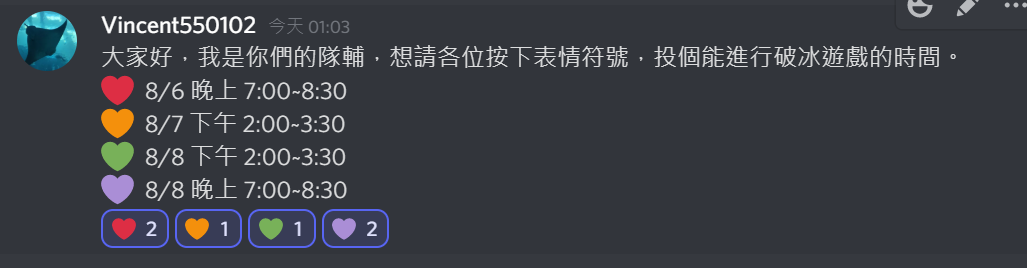 Vincent550102 今天 01:03
大家好，我是你們的隊輔，想請各位按下表情符號，投個能進行破冰遊戲的時間。
❤️ 8/6 晚上 7:00~8:30
🧡 8/7 下午 2:00~3:30
💚 8/8 下午 2:00~3:30
💜 8/8 晚上 7:00~8:30
❤️ 2 🧡 1 💚 1 💜 2